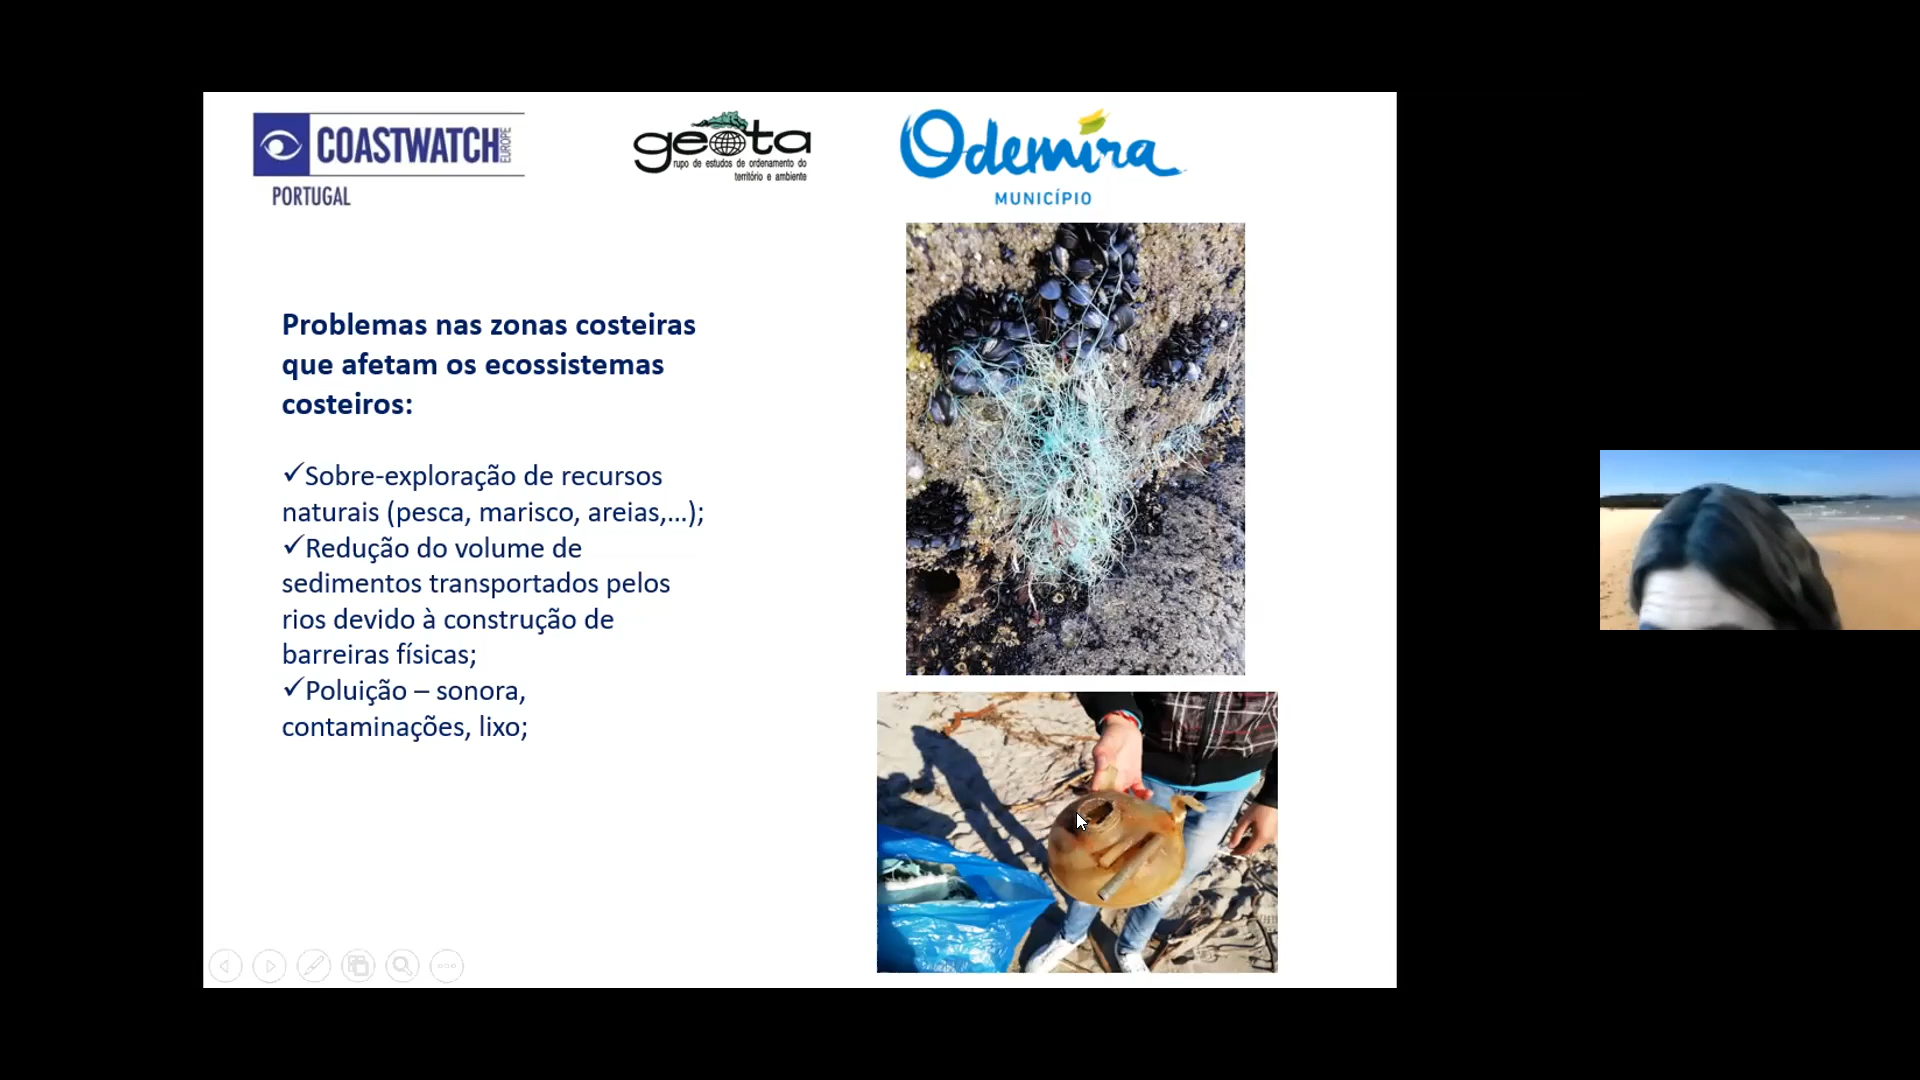 COASTWATCH EUROPE
PORTUGAL
geota
rupo de estudos de ordenamento do
território e ambiente
Odemira
MUNICÍPIO
Problemas nas zonas costeiras
que afetam os ecossistemas
costeiros:
✓Sobre-exploração de recursos
naturais (pesca, marisco, areias,...);
✓Redução do volume de
sedimentos transportados pelos
rios devido à construção de
barreiras físicas;
✓Poluição – sonora,
contaminações, lixo;